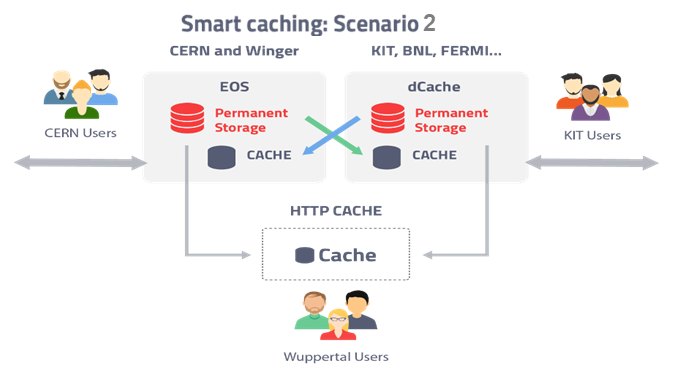 Smart caching: Scenario 2
CERN and Winger
KIT, BNL, FERMI...
EOS
dCache
Permanent
Storage
Permanent
Storage
CACHE
CACHE
CERN Users
KIT Users
HTTP CACHE
Cache
Wuppertal Users